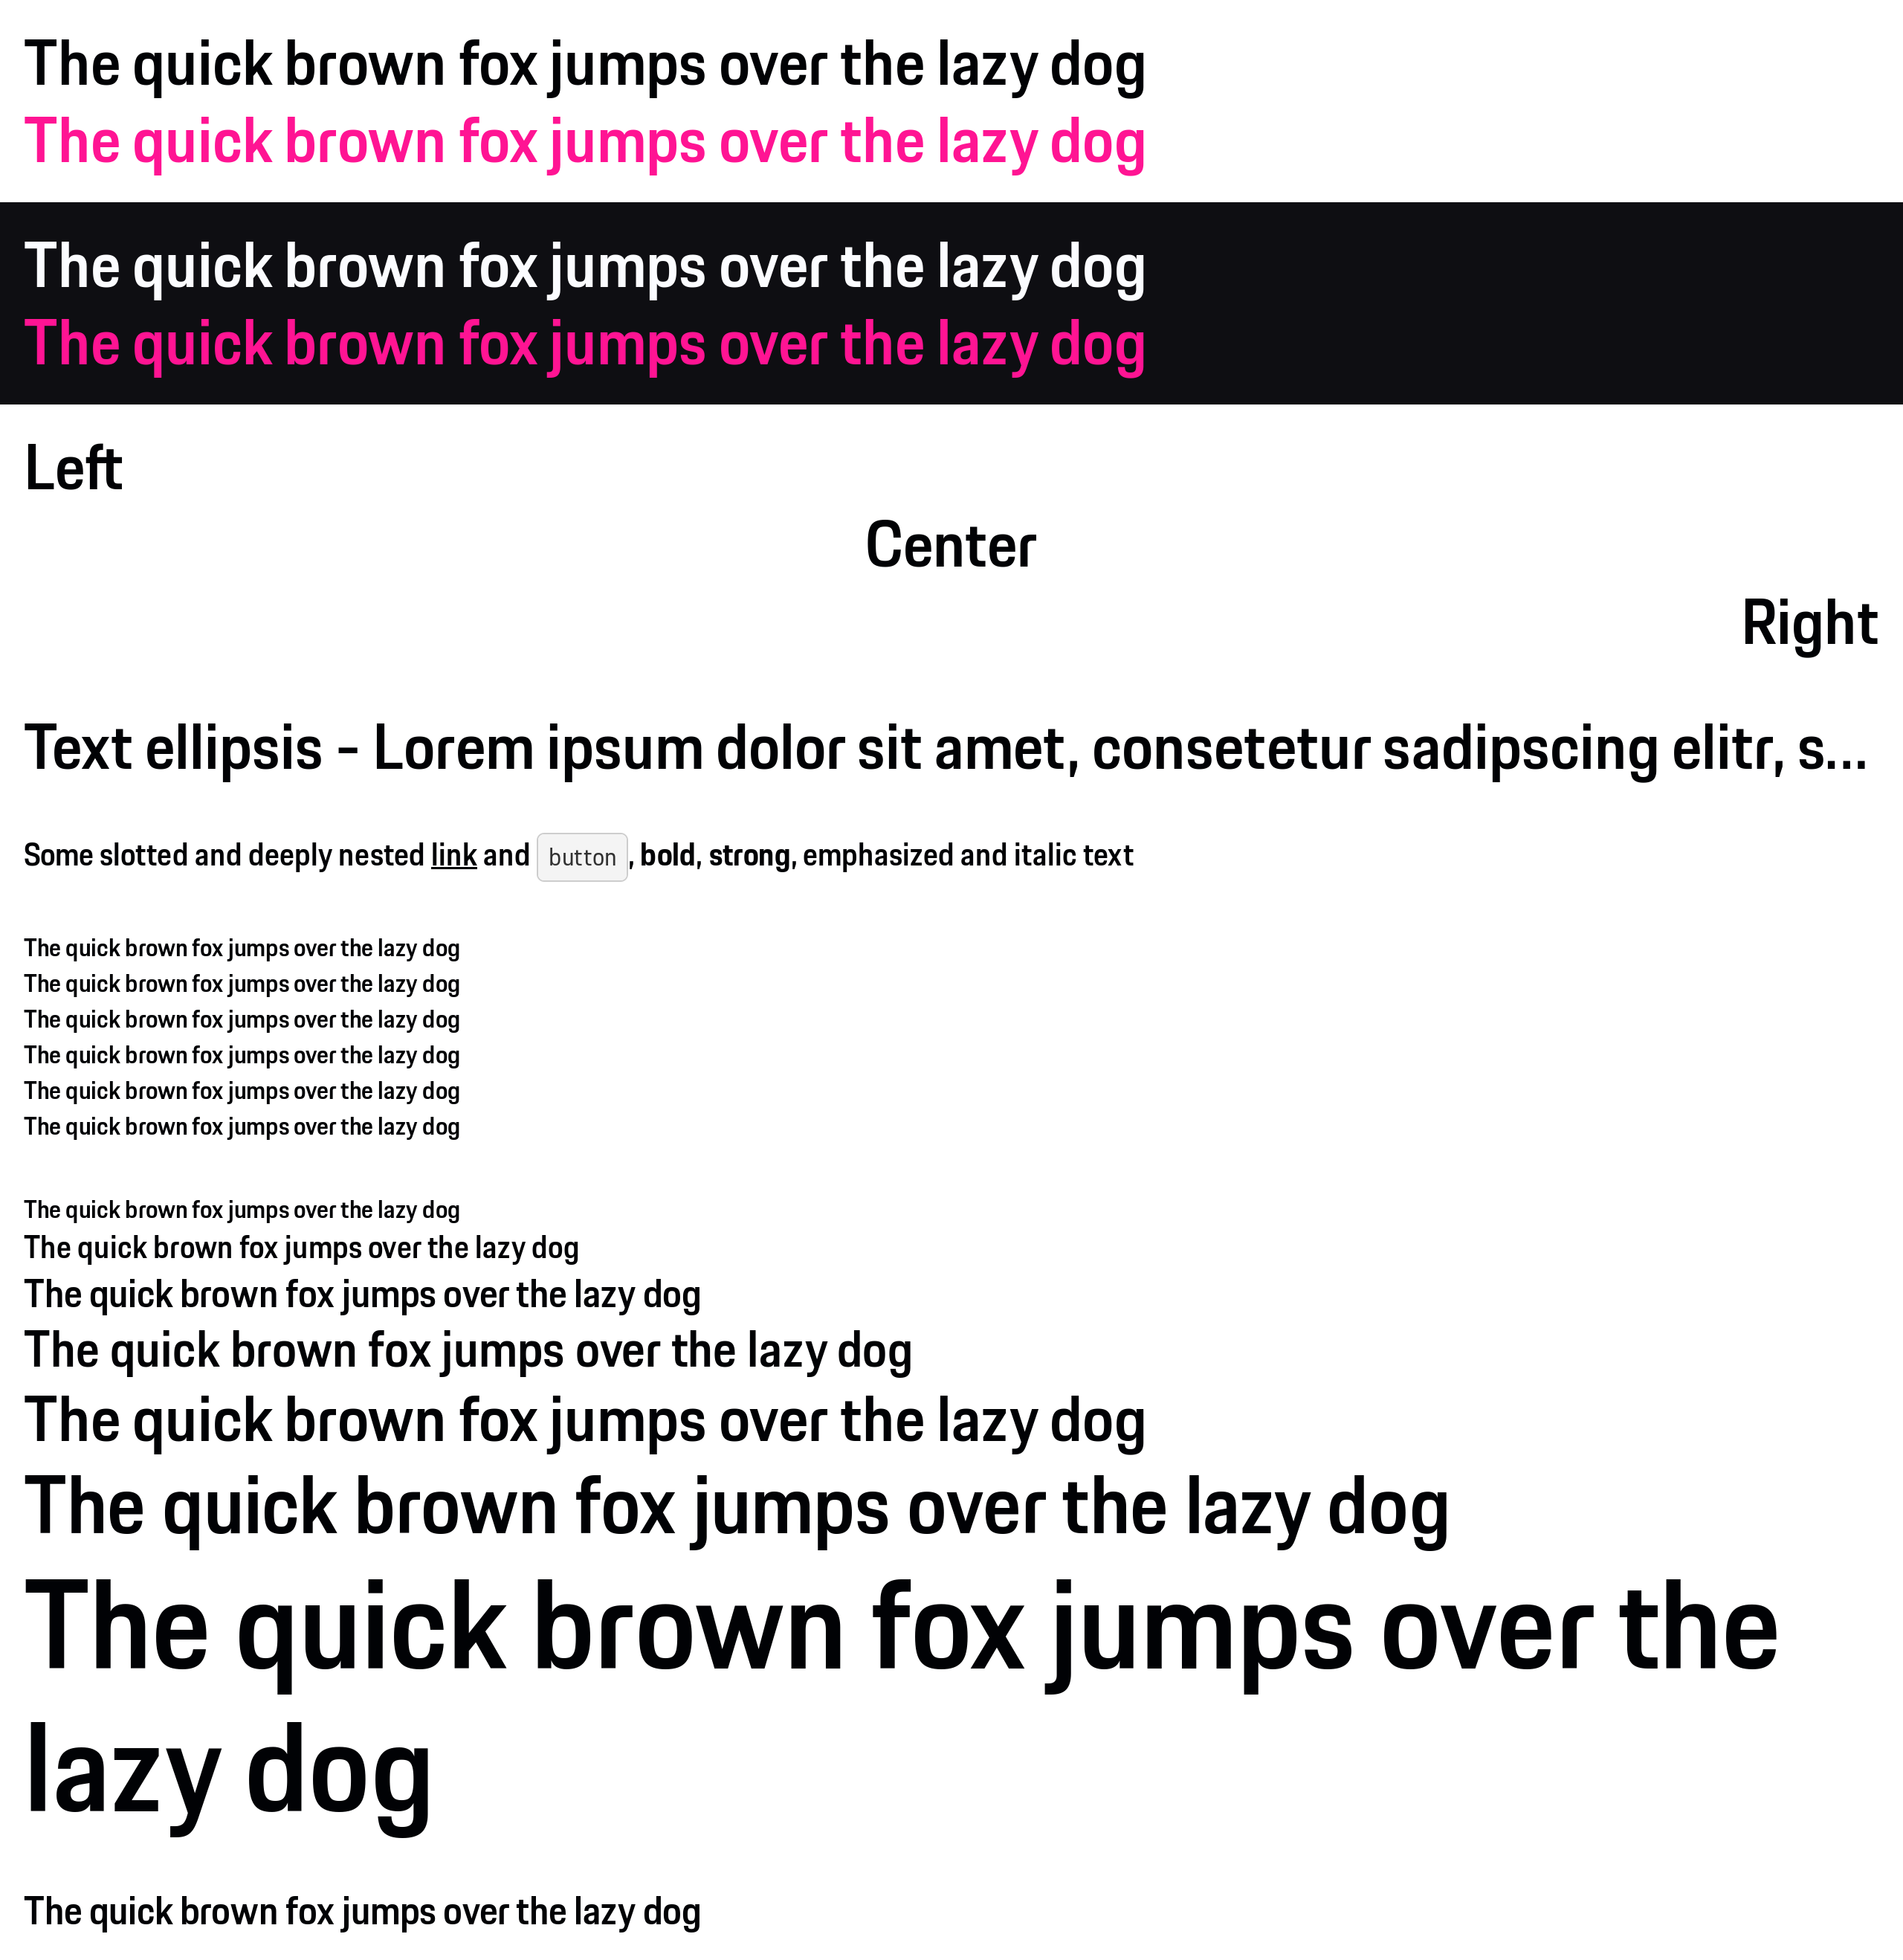 The quick brown fox jumps over the lazy dog
The quick brown fox jumps over the lazy dog
The quick brown fox jumps over the lazy dog
The quick brown fox jumps over the lazy dog
Left
Center
Right
Text ellipsis - Lorem ipsum dolor sit amet, consetetur sadipscing elitr, s...
Some slotted and deeply nested link and button, bold, strong, emphasized and italic text
The quick brown fox jumps over the lazy dog
The quick brown fox jumps over the lazy dog
The quick brown fox jumps over the lazy dog
The quick brown fox jumps over the lazy dog
The quick brown fox jumps over the lazy dog
The quick brown fox jumps over the lazy dog
The quick brown fox jumps over the lazy dog
The quick brown fox jumps over the lazy dog
The quick brown fox jumps over the lazy dog
The quick brown fox jumps over the lazy dog
The quick brown fox jumps over the lazy dog
The quick brown fox jumps over the lazy dog
The quick brown fox jumps over the
lazy dog
The quick brown fox jumps over the lazy dog